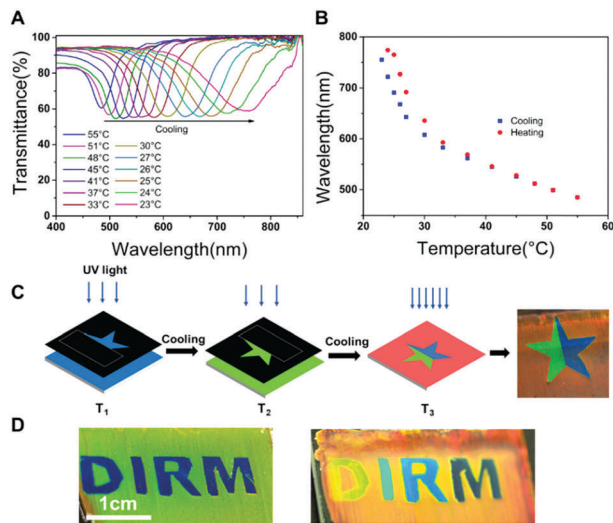 A
Transmittance(%)
100
80
60
40
20
0
Cooling
55°C
51°C
48°C
45°C
41°C
37°C
33°C
30°C
27°C
26°C
25°C
24°C
23°C
400 500 600 700 800
Wavelength(nm)
B
Wavelength(nm)
800
700
600
500
Cooling
Heating
20 30 40 50 60
Temperature(°C)
C
UV light
Cooling
Cooling
T1
T2
T3
D
DIRM
1cm
DIRM